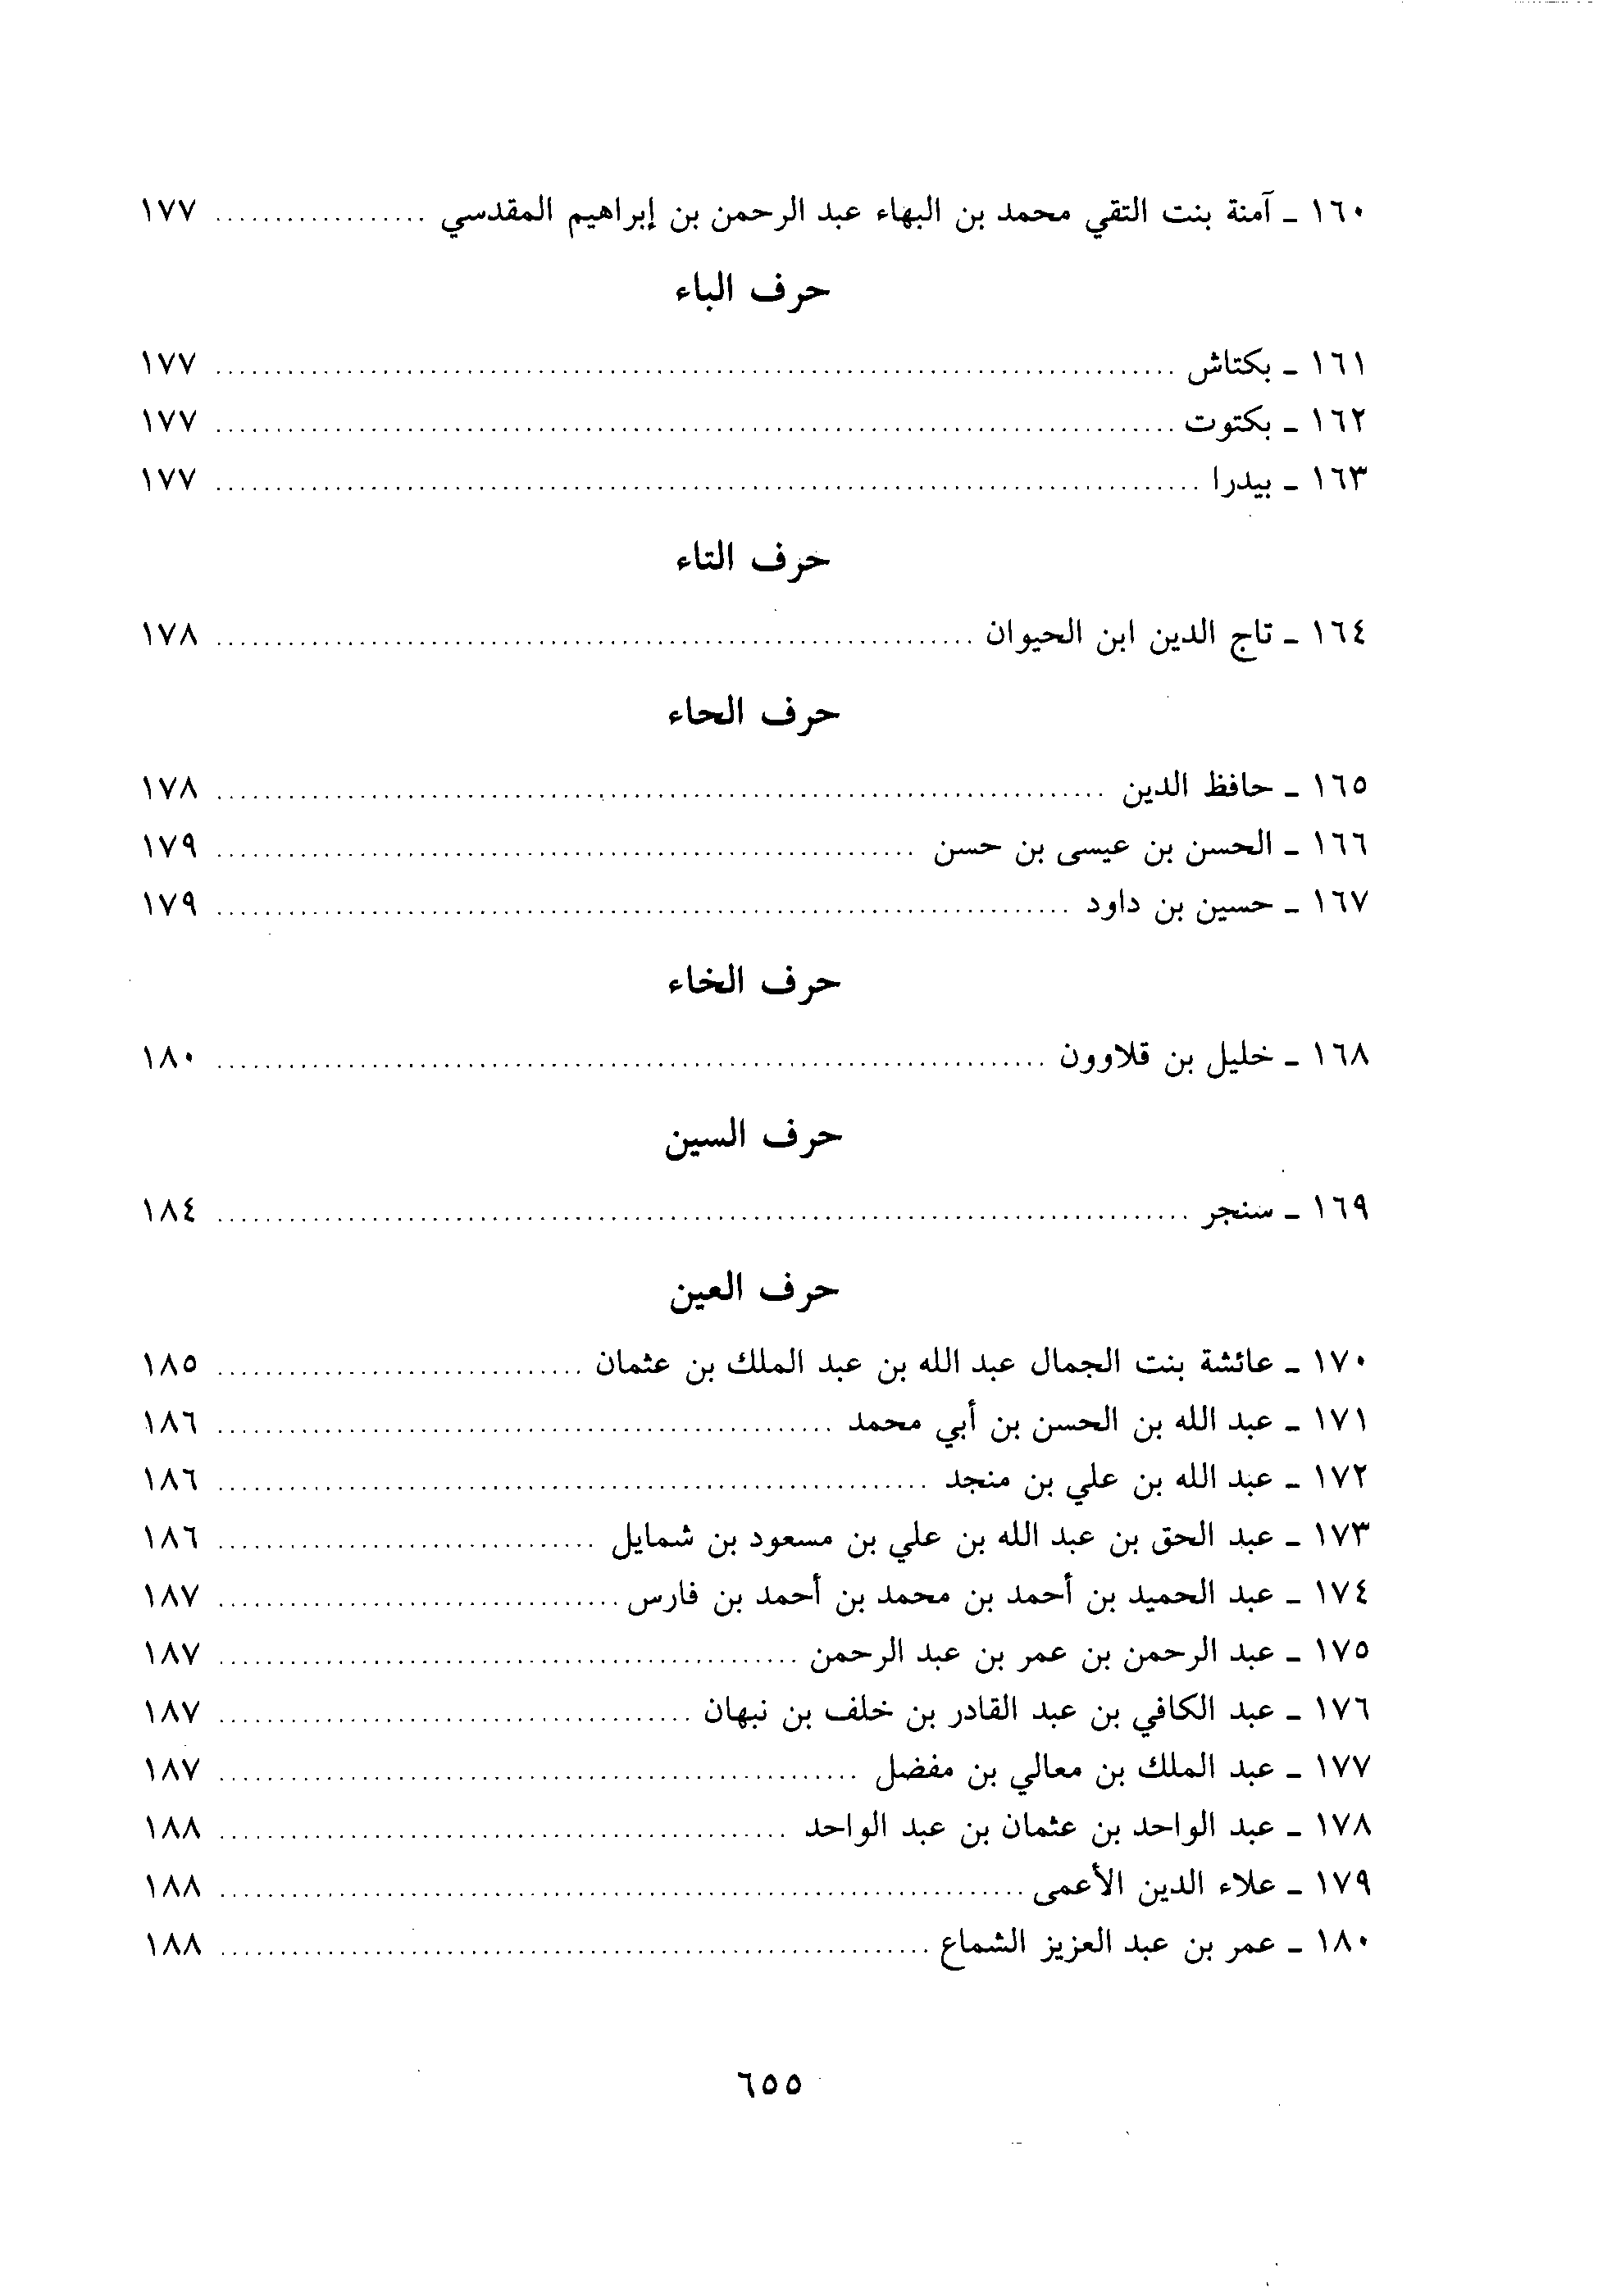 ١٦٠ ـ آمنة بنت التقي محمد بن البهاء عبد الرحمن بن إبراهيم المقدسي .................. ١٧٧
حرف الباء
١٦١ ـ بكتاش .................. ١٧٧
١٦٢ ـ بكتوت .................. ١٧٧
١٦٣ ـ بيدرا .................. ١٧٧
حرف التاء
١٦٤ ـ تاج الدين ابن الحيوان .................. ١٧٨
حرف الحاء
١٦٥ ـ حافظ الدين .................. ١٧٨
١٦٦ ـ الحسن بن عيسى بن حسن .................. ١٧٩
١٦٧ ـ حسين بن داود .................. ١٧٩
حرف الخاء
١٦٨ ـ خليل بن قلاوون .................. ١٨٠
حرف السين
١٦٩ ـ سنجر .................. ١٨٤
حرف العين
١٧٠ ـ عائشة بنت الجمال عبد الله بن عبد الملك بن عثمان .................. ١٨٥
١٧١ ـ عبد الله بن الحسن بن أبي محمد .................. ١٨٦
١٧٢ ـ عبد الله بن علي بن منجد .................. ١٨٦
١٧٣ ـ عبد الحق بن عبد الله بن علي بن مسعود بن شمايل .................. ١٨٦
١٧٤ ـ عبد الحميد بن أحمد بن محمد بن أحمد بن فارس .................. ١٨٧
١٧٥ ـ عبد الرحمن بن عمر بن عبد الرحمن .................. ١٨٧
١٧٦ ـ عبد الكافي بن عبد القادر بن خلف بن نبهان .................. ١٨٧
١٧٧ ـ عبد الملك بن معالي بن مفضل .................. ١٨٧
١٧٨ ـ عبد الواحد بن عثمان بن عبد الواحد .................. ١٨٨
١٧٩ ـ علاء الدين الأعمى .................. ١٨٨
١٨٠ ـ عمر بن عبد العزيز الشماع .................. ١٨٨
٦٥٥